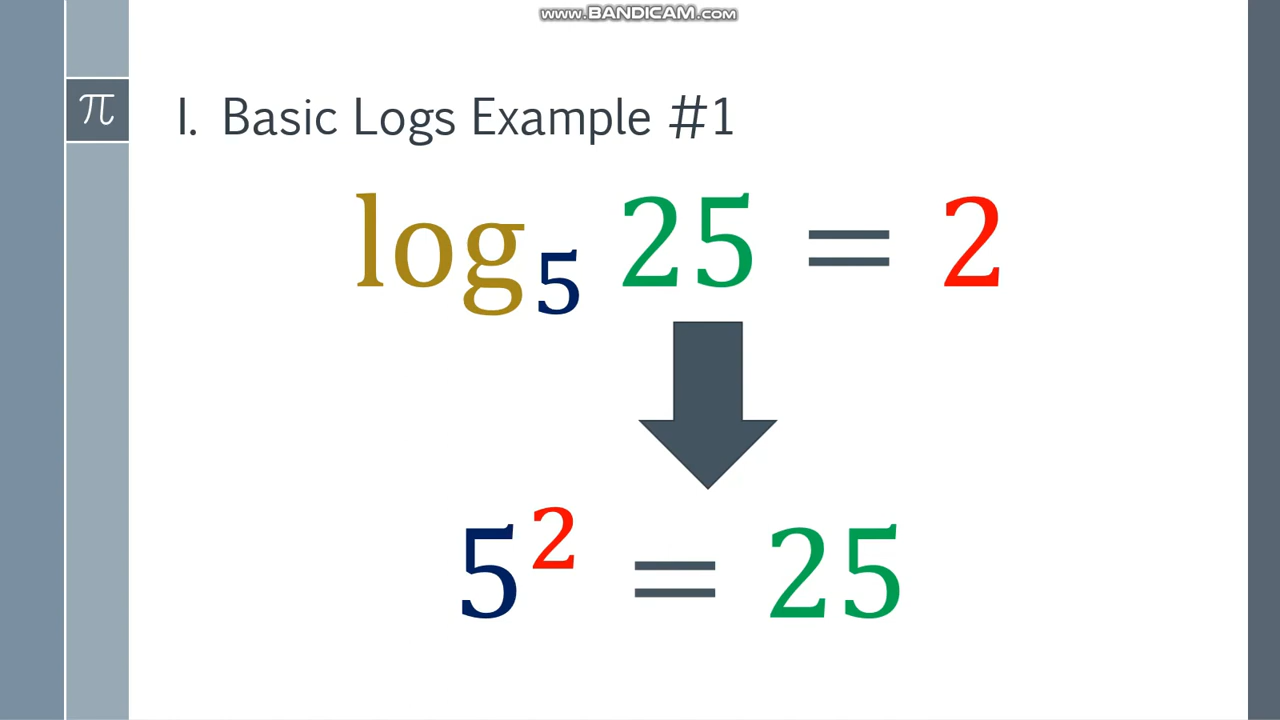 www.BANDICAM.com
π
I. Basic Logs Example #1
log₅ 25 = 2
5² = 25